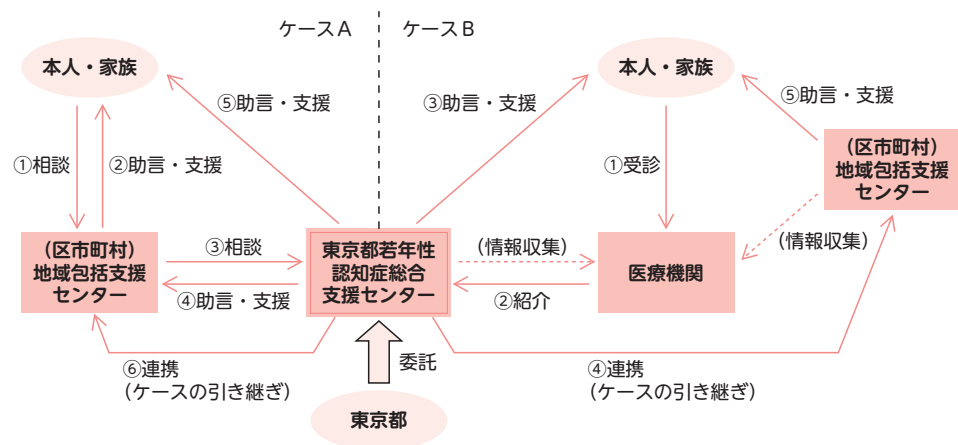 ケースA
ケースB
本人・家族
①相談
②助言・支援
⑤助言・支援
(区市町村)
地域包括支援
センター
③相談
④助言・支援
⑥連携
(ケースの引き継ぎ)
東京都若年性
認知症総合
支援センター
委託
東京都
本人・家族
③助言・支援
①受診
⑤助言・支援
(区市町村)
地域包括支援
センター
(情報収集)
②紹介
医療機関
(情報収集)
④連携
(ケースの引き継ぎ)